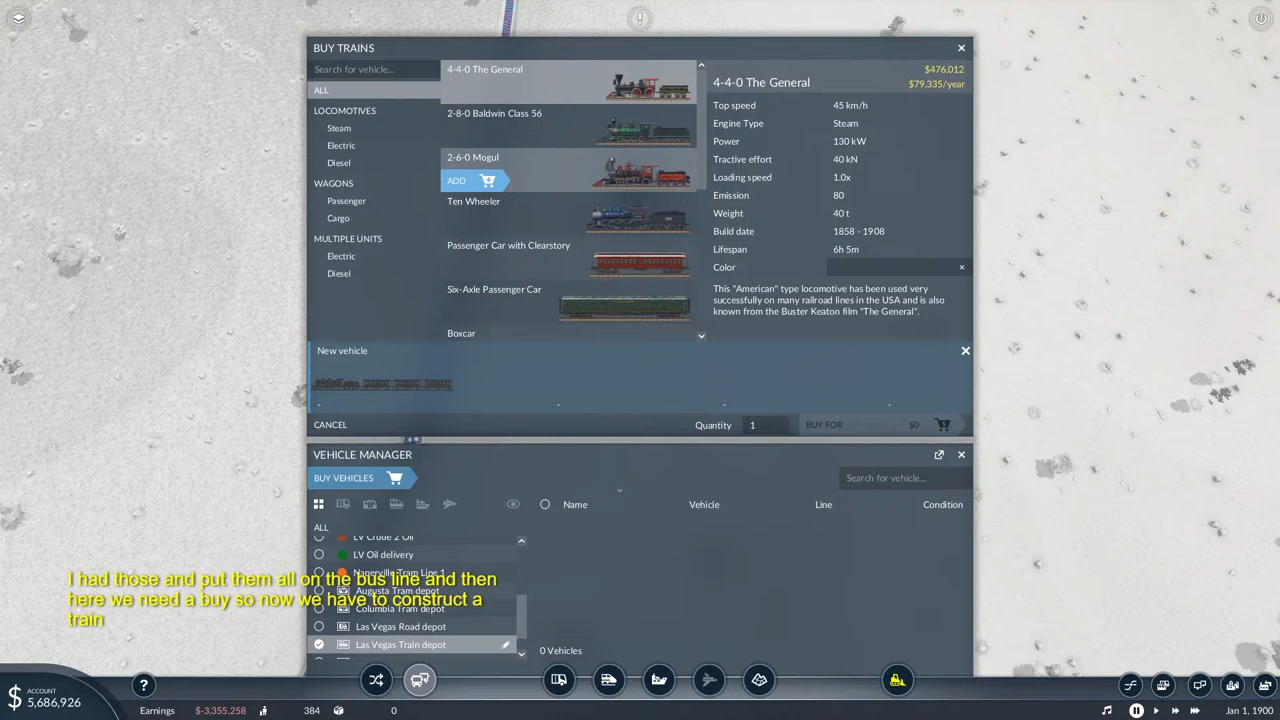 BUY TRAINS
Search for vehicle...
ALL
LOCOMOTIVES
Steam
Electric
Diesel
WAGONS
Passenger
Cargo
MULTIPLE UNITS
Electric
Diesel
4-4-0 The General
2-8-0 Baldwin Class 56
2-6-0 Mogul
ADD
Ten Wheeler
Passenger Car with Clearstory
Six-Axle Passenger Car
Boxcar
$476,012
4-4-0 The General
$79,335/year
Top speed 45 km/h
Engine Type Steam
Power 130 kW
Tractive effort 40 kN
Loading speed 1.0x
Emission 80
Weight 40 t
Build date 1858 - 1908
Lifespan 6h 5m
Color
This "American" type locomotive has been used very
successfully on many railroad lines in the USA and is also
known from the Buster Keaton film "The General".
New vehicle
- - - -
CANCEL
Quantity 1
BUY FOR $0
VEHICLE MANAGER
BUY VEHICLES
Search for vehicle...
Name Vehicle Line Condition
ALL
LV Crude 2 Oil
LV Oil delivery
Naperville Tram Line 1
Augusta Tram depot
Columbia Tram depot
Las Vegas Road depot
Las Vegas Train depot
0 Vehicles
I had those and put them all on the bus line and then
here we need a buy so now we have to construct a
train
?
$ ACCOUNT
5,686,926
Earnings $-3,355,258 384 0
Jan 1, 1900